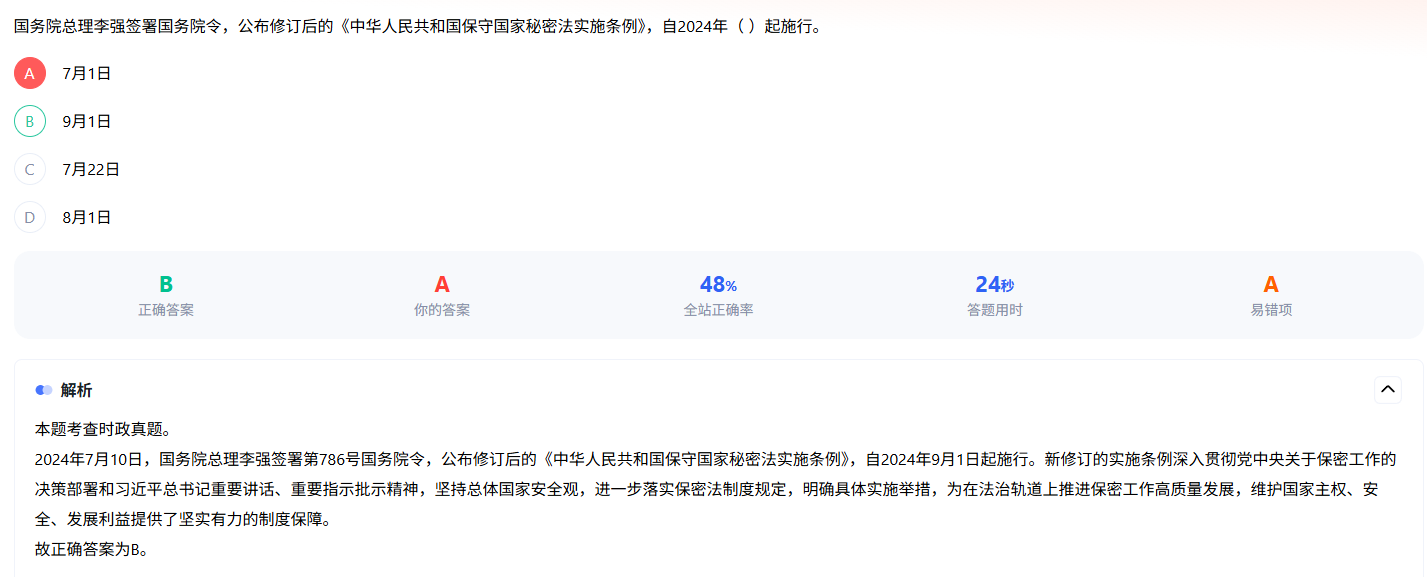 国务院总理李强签署国务院令，公布修订后的《中华人民共和国保守国家秘密法实施条例》，自2024年（ ）起施行。
A 7月1日
B 9月1日
C 7月22日
D 8月1日
B A 48% 24秒 A
正确答案 你的答案 全站正确率 答题用时 易错项
解析
本题考查时政真题。
2024年7月10日，国务院总理李强签署第786号国务院令，公布修订后的《中华人民共和国保守国家秘密法实施条例》，自2024年9月1日起施行。新修订的实施条例深入贯彻党中央关于保密工作的
决策部署和习近平总书记重要讲话、重要指示批示精神，坚持总体国家安全观，进一步落实保密法制度规定，明确具体实施举措，为在法治轨道上推进保密工作高质量发展，维护国家主权、安
全、发展利益提供了坚实有力的制度保障。
故正确答案为B。